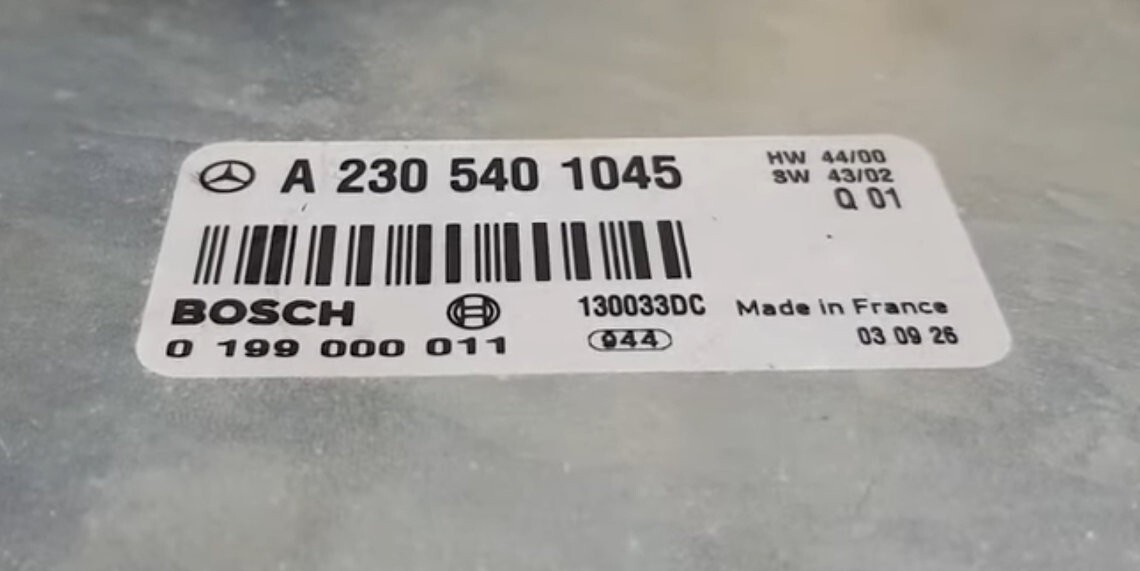 A 230 540 1045
HW 44/00
SW 43/02
Q 01
BOSCH
130033DC
Made in France
0 199 000 011
044
03 09 26